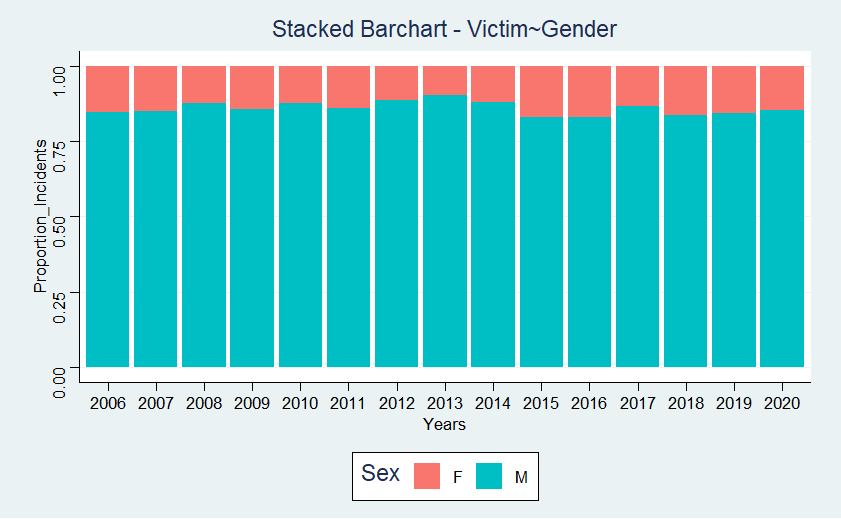 Stacked Barchart - Victim~Gender
Proportion_Incidents
1.00
0.75
0.50
0.25
0.00
2006 2007 2008 2009 2010 2011 2012 2013 2014 2015 2016 2017 2018 2019 2020
Years
Sex F M